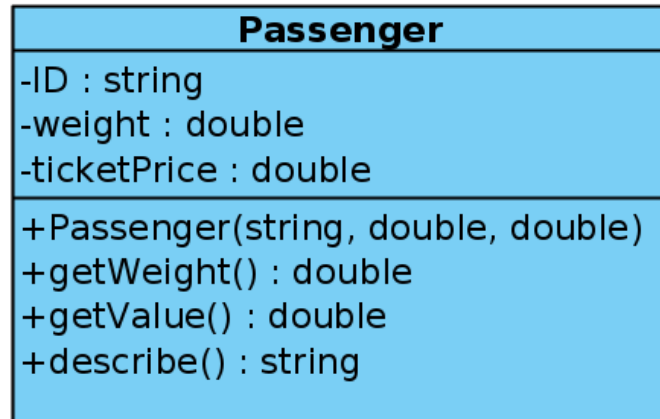 Passenger
-ID : string
-weight : double
-ticketPrice : double
+Passenger(string, double, double)
+getWeight() : double
+getValue() : double
+describe() : string